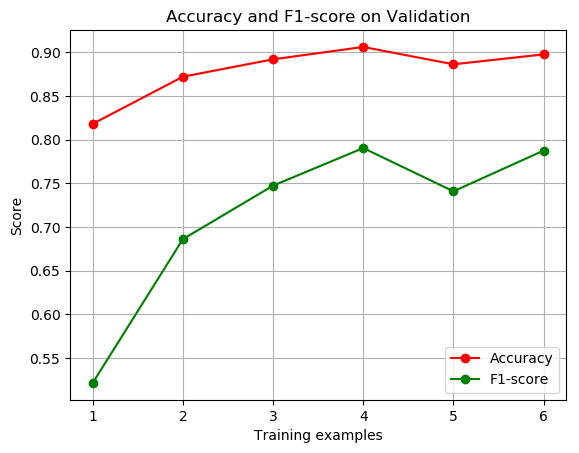 Accuracy and F1-score on Validation
Score
0.90
0.85
0.80
0.75
0.70
0.65
0.60
0.55
Accuracy
F1-score
1 2 3 4 5 6
Training examples